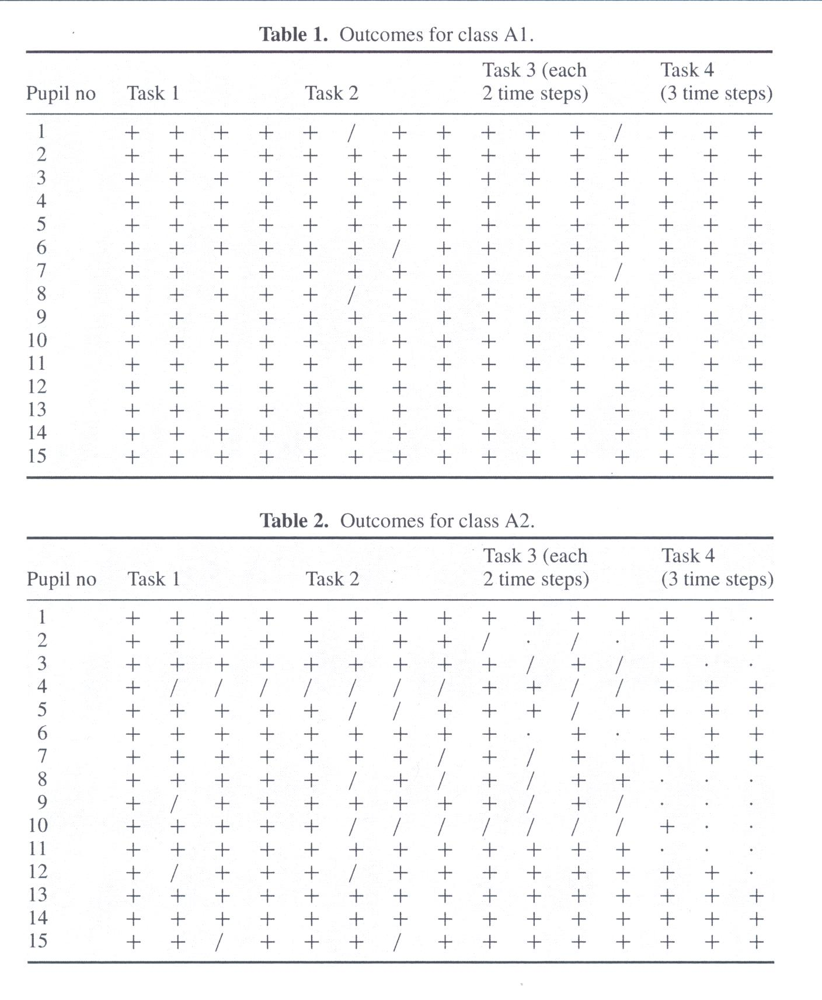 Table 1. Outcomes for class A1.
Task 3 (each Task 4
Pupil no Task 1 Task 2 2 time steps) (3 time steps)
1 + + + + + / + + + + + / + + +
2 + + + + + + + + + + + + + + +
3 + + + + + + + + + + + + + + +
4 + + + + + + + + + + + + + + +
5 + + + + + + + + + + + + + + +
6 + + + + + + / + + + + + + + +
7 + + + + + + + + + + + / + + +
8 + + + + + / + + + + + + + + +
9 + + + + + + + + + + + + + + +
10 + + + + + + + + + + + + + + +
11 + + + + + + + + + + + + + + +
12 + + + + + + + + + + + + + + +
13 + + + + + + + + + + + + + + +
14 + + + + + + + + + + + + + + +
15 + + + + + + + + + + + + + + +
Table 2. Outcomes for class A2.
Task 3 (each Task 4
Pupil no Task 1 Task 2 2 time steps) (3 time steps)
1 + + + + + + + + + + + + + + ·
2 + + + + + + + + / · / · + + +
3 + + + + + + + + + / + / + · ·
4 + / / / / / / / + + / / + + +
5 + + + + + / / + + + / + + + +
6 + + + + + + + + + · + · + + +
7 + + + + + + + / + / + + + + +
8 + + + + + / + / + / + + · · ·
9 + / + + + + + + + / + / · · ·
10 + + + + + / / / / / / / + · ·
11 + + + + + + + + + + + + · · ·
12 + / + + + / + + + + + + + + ·
13 + + + + + + + + + + + + + + +
14 + + + + + + + + + + + + + + +
15 + + / + + + / + + + + + + + +